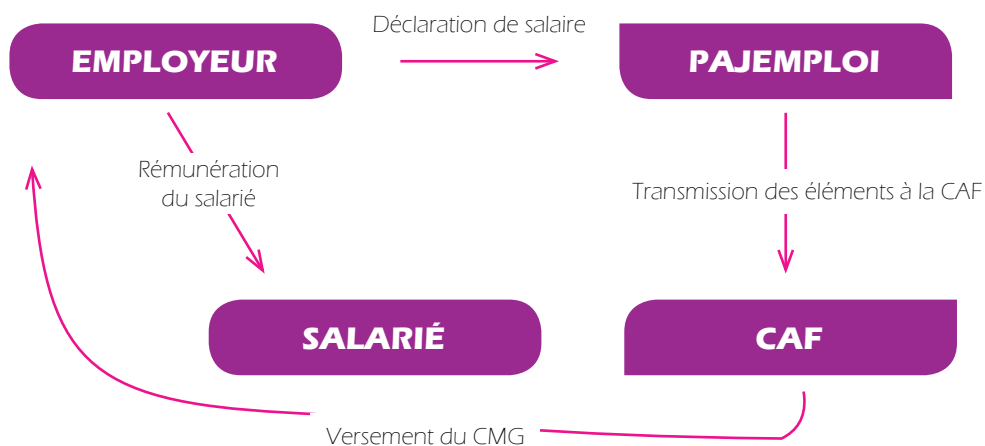 Déclaration de salaire
EMPLOYEUR
PAJEMPLOI
Rémunération
du salarié
Transmission des éléments à la CAF
SALARIÉ
CAF
Versement du CMG